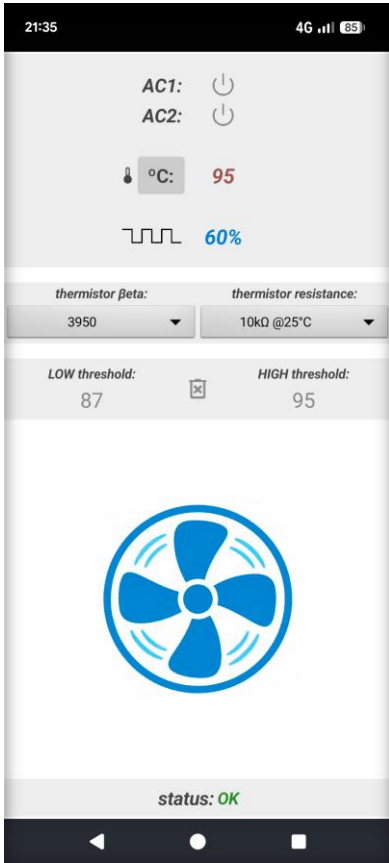 21:35 4G 85
AC1:
AC2:
ºC: 95
60%
thermistor βeta: thermistor resistance:
3950 10kΩ @25°C
LOW threshold: HIGH threshold:
87 95
status: OK